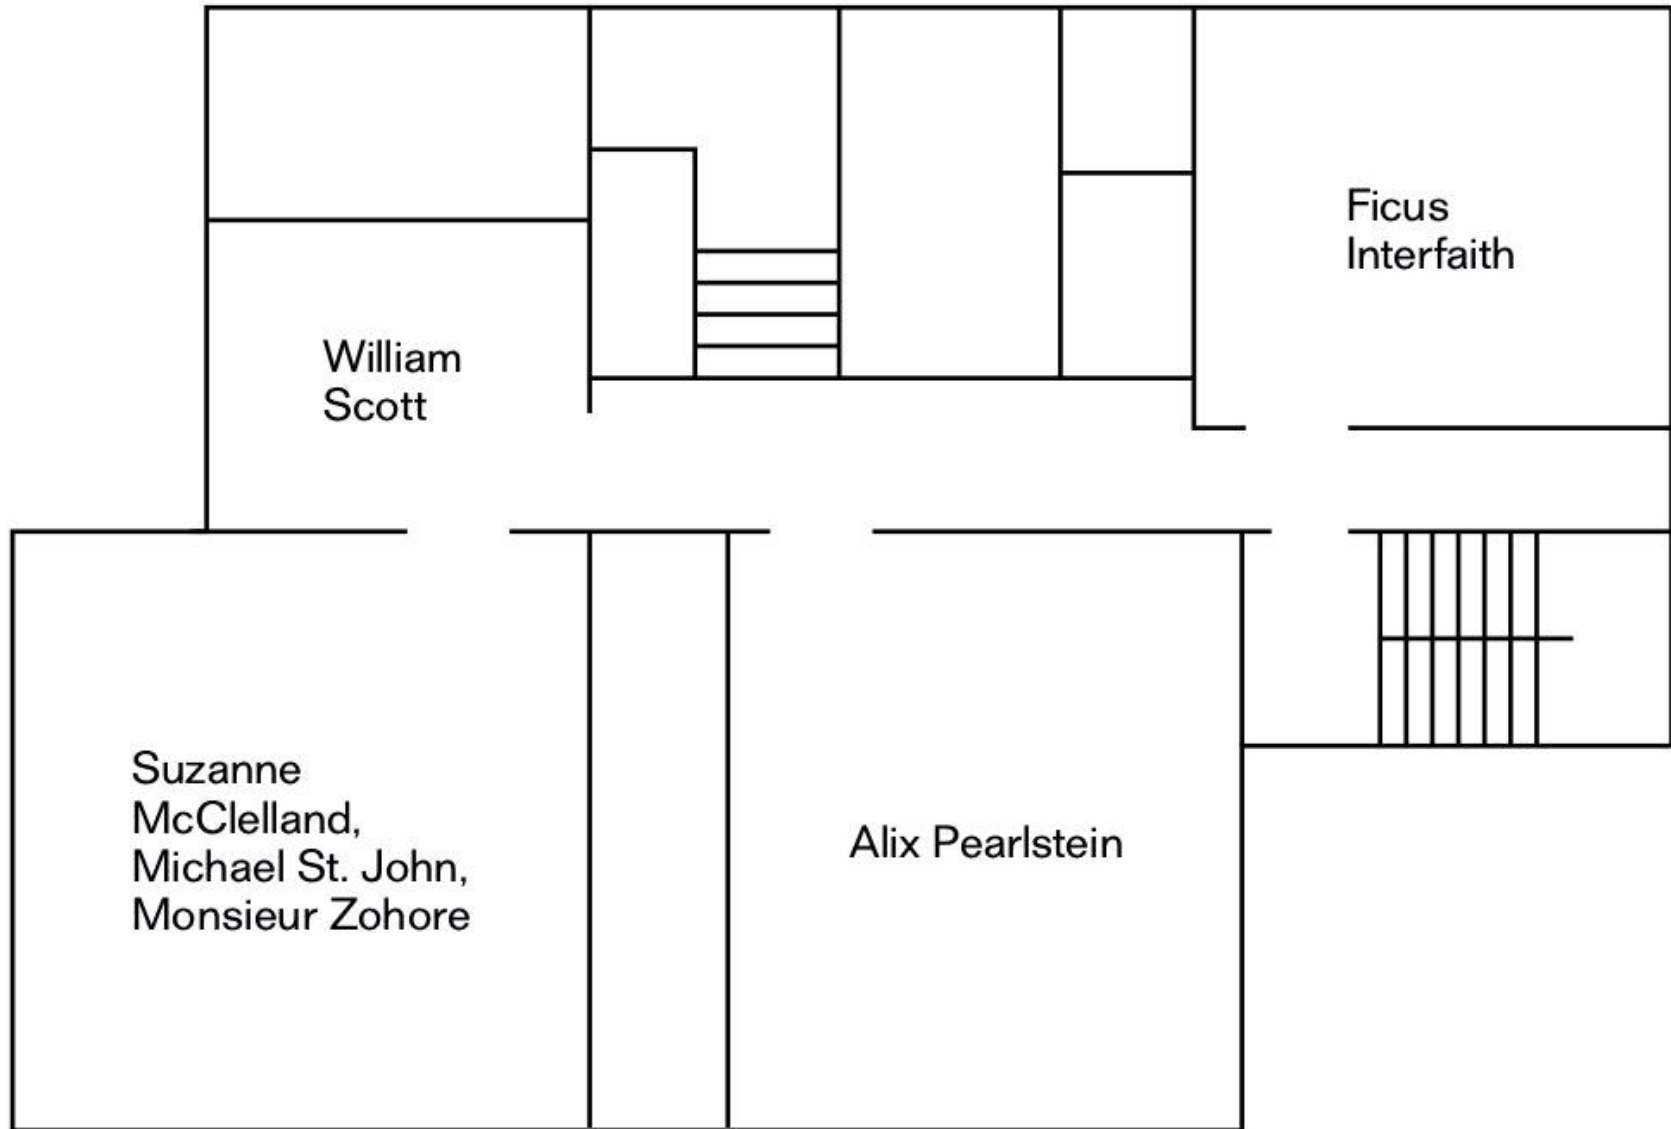 Ficus
Interfaith
William
Scott
Suzanne
McClelland,
Michael St. John,
Monsieur Zohore
Alix Pearlstein